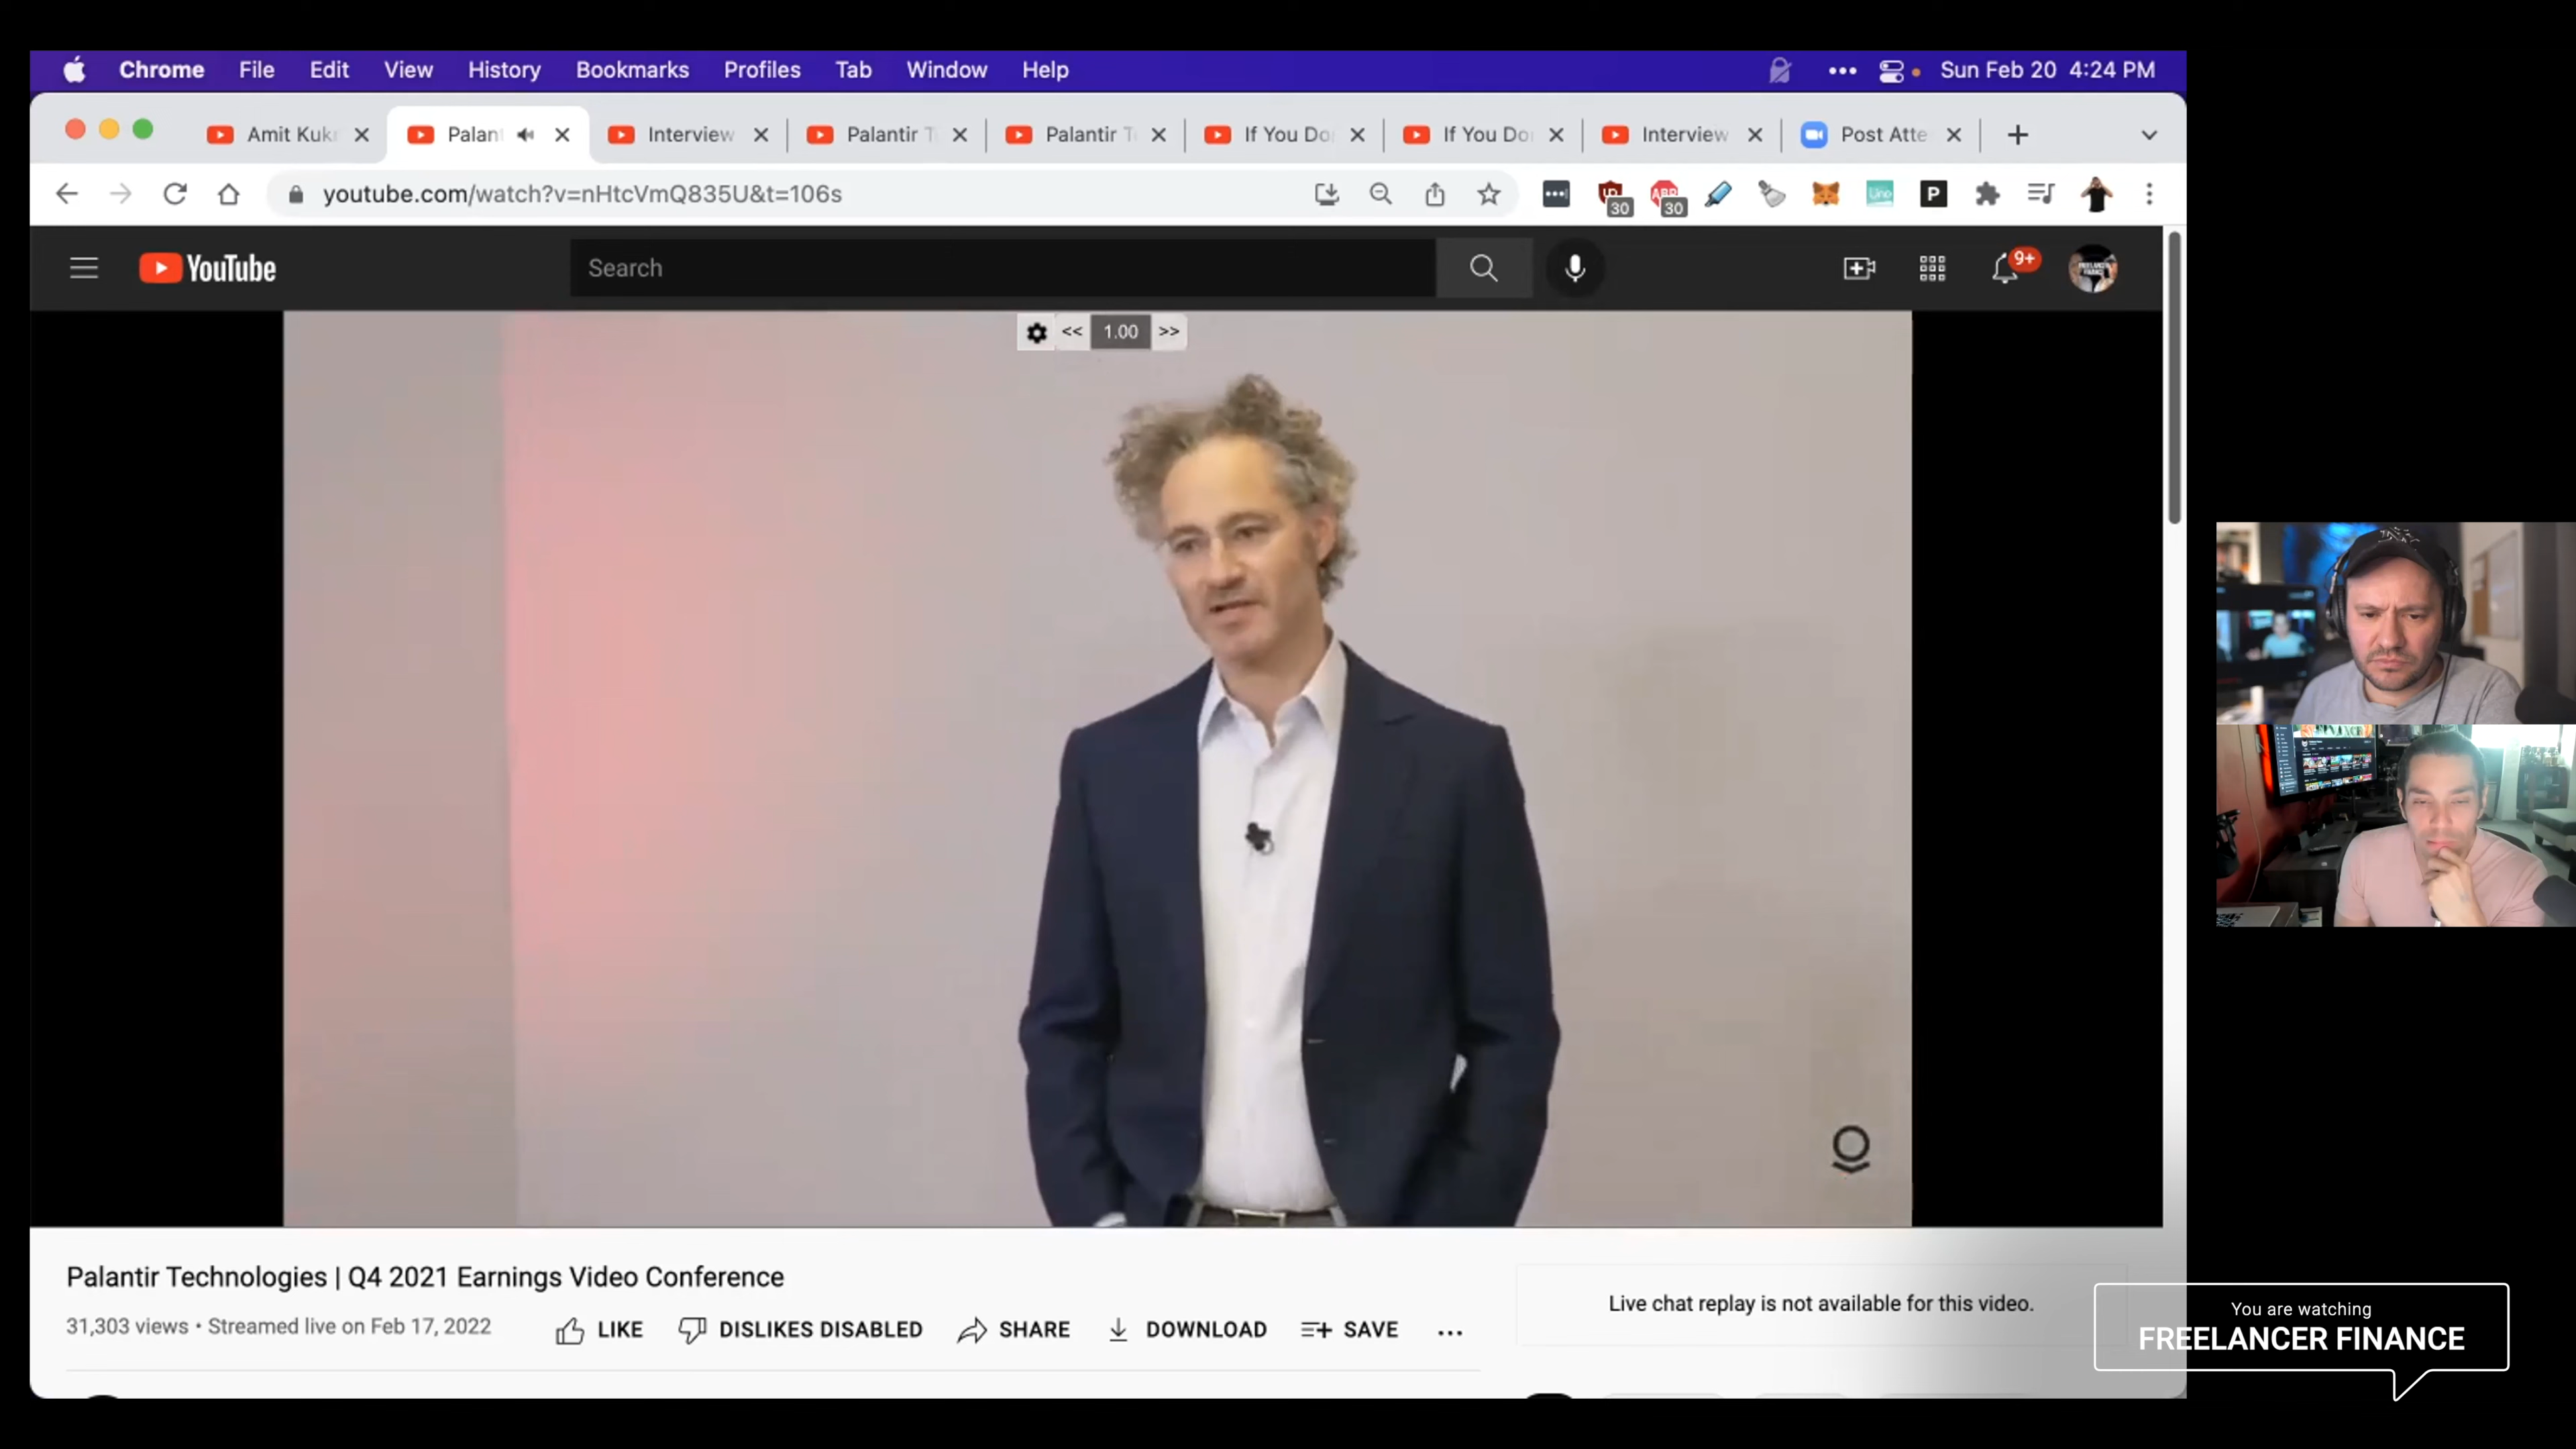 Chrome File Edit View History Bookmarks Profiles Tab Window Help Sun Feb 20 4:24 PM
Amit Kuk Palan Interview Palantir T Palantir T If You Do If You Do Interview Post Atte
youtube.com/watch?v=nHtcVmQ835U&t=106s 30 ABP 30 P
YouTube Search 9+
<< 1.00 >>
Palantir Technologies | Q4 2021 Earnings Video Conference
31,303 views • Streamed live on Feb 17, 2022 LIKE DISLIKES DISABLED SHARE DOWNLOAD SAVE
Live chat replay is not available for this video.
You are watching
FREELANCER FINANCE